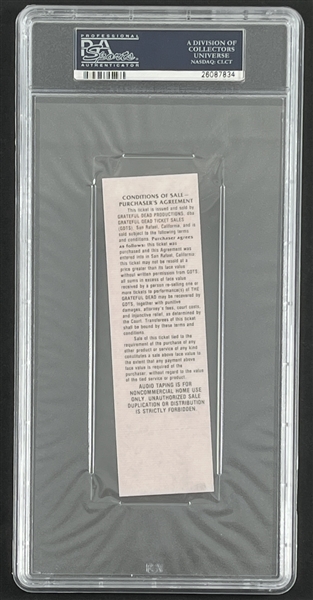 PROFESSIONAL
PSA
Sports
AUTHENTICATOR
A DIVISION OF
COLLECTORS
UNIVERSE
NASDAQ: CLCT
26087834
CONDITIONS OF SALE –
PURCHASER'S AGREEMENT
This ticket is issued and sold by
GRATEFUL DEAD PRODUCTIONS, dba
GRATEFUL DEAD TICKET SALES
(GDTS), San Rafael, California, and is
sold subject to the following terms
and conditions. Purchaser agrees
as follows: this ticket was
purchased and this Agreement was
entered into in San Rafael, California
this ticket may not be resold at a
price greater than its face value
without written permission from GDTS;
all sums in excess of face value
received by a person re-selling one or
more tickets to performance(s) of THE
GRATEFUL DEAD may be recovered by
GDTS, together with punitive
damages, attorney's fees, court costs,
and injunctive relief, as determined by
the Court. Transferees of this ticket
shall be bound by these terms and
conditions.
Sale of this ticket tied to the
requirement of the purchase of any
other product or service of any kind
constitutes a sale above face value to
the extent that any payment above
face value is required of the
purchaser, without regard to the value
of the tied service or product.
AUDIO TAPING IS FOR
NONCOMMERCIAL HOME USE
ONLY. UNAUTHORIZED SALE
DUPLICATION OR DISTRIBUTION
IS STRICTLY FORBIDDEN.